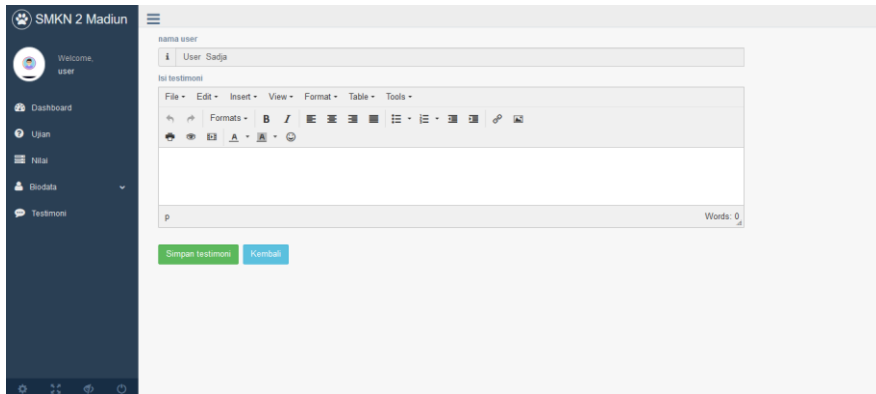 SMKN 2 Madiun
Welcome,
user
Dashboard
Ujian
Nilai
Biodata
Testimoni
nama user
i User Sadja
Isi testimoni
File Edit Insert View Format Table Tools
Formats B I
A A
p Words: 0
Simpan testimoni Kembali